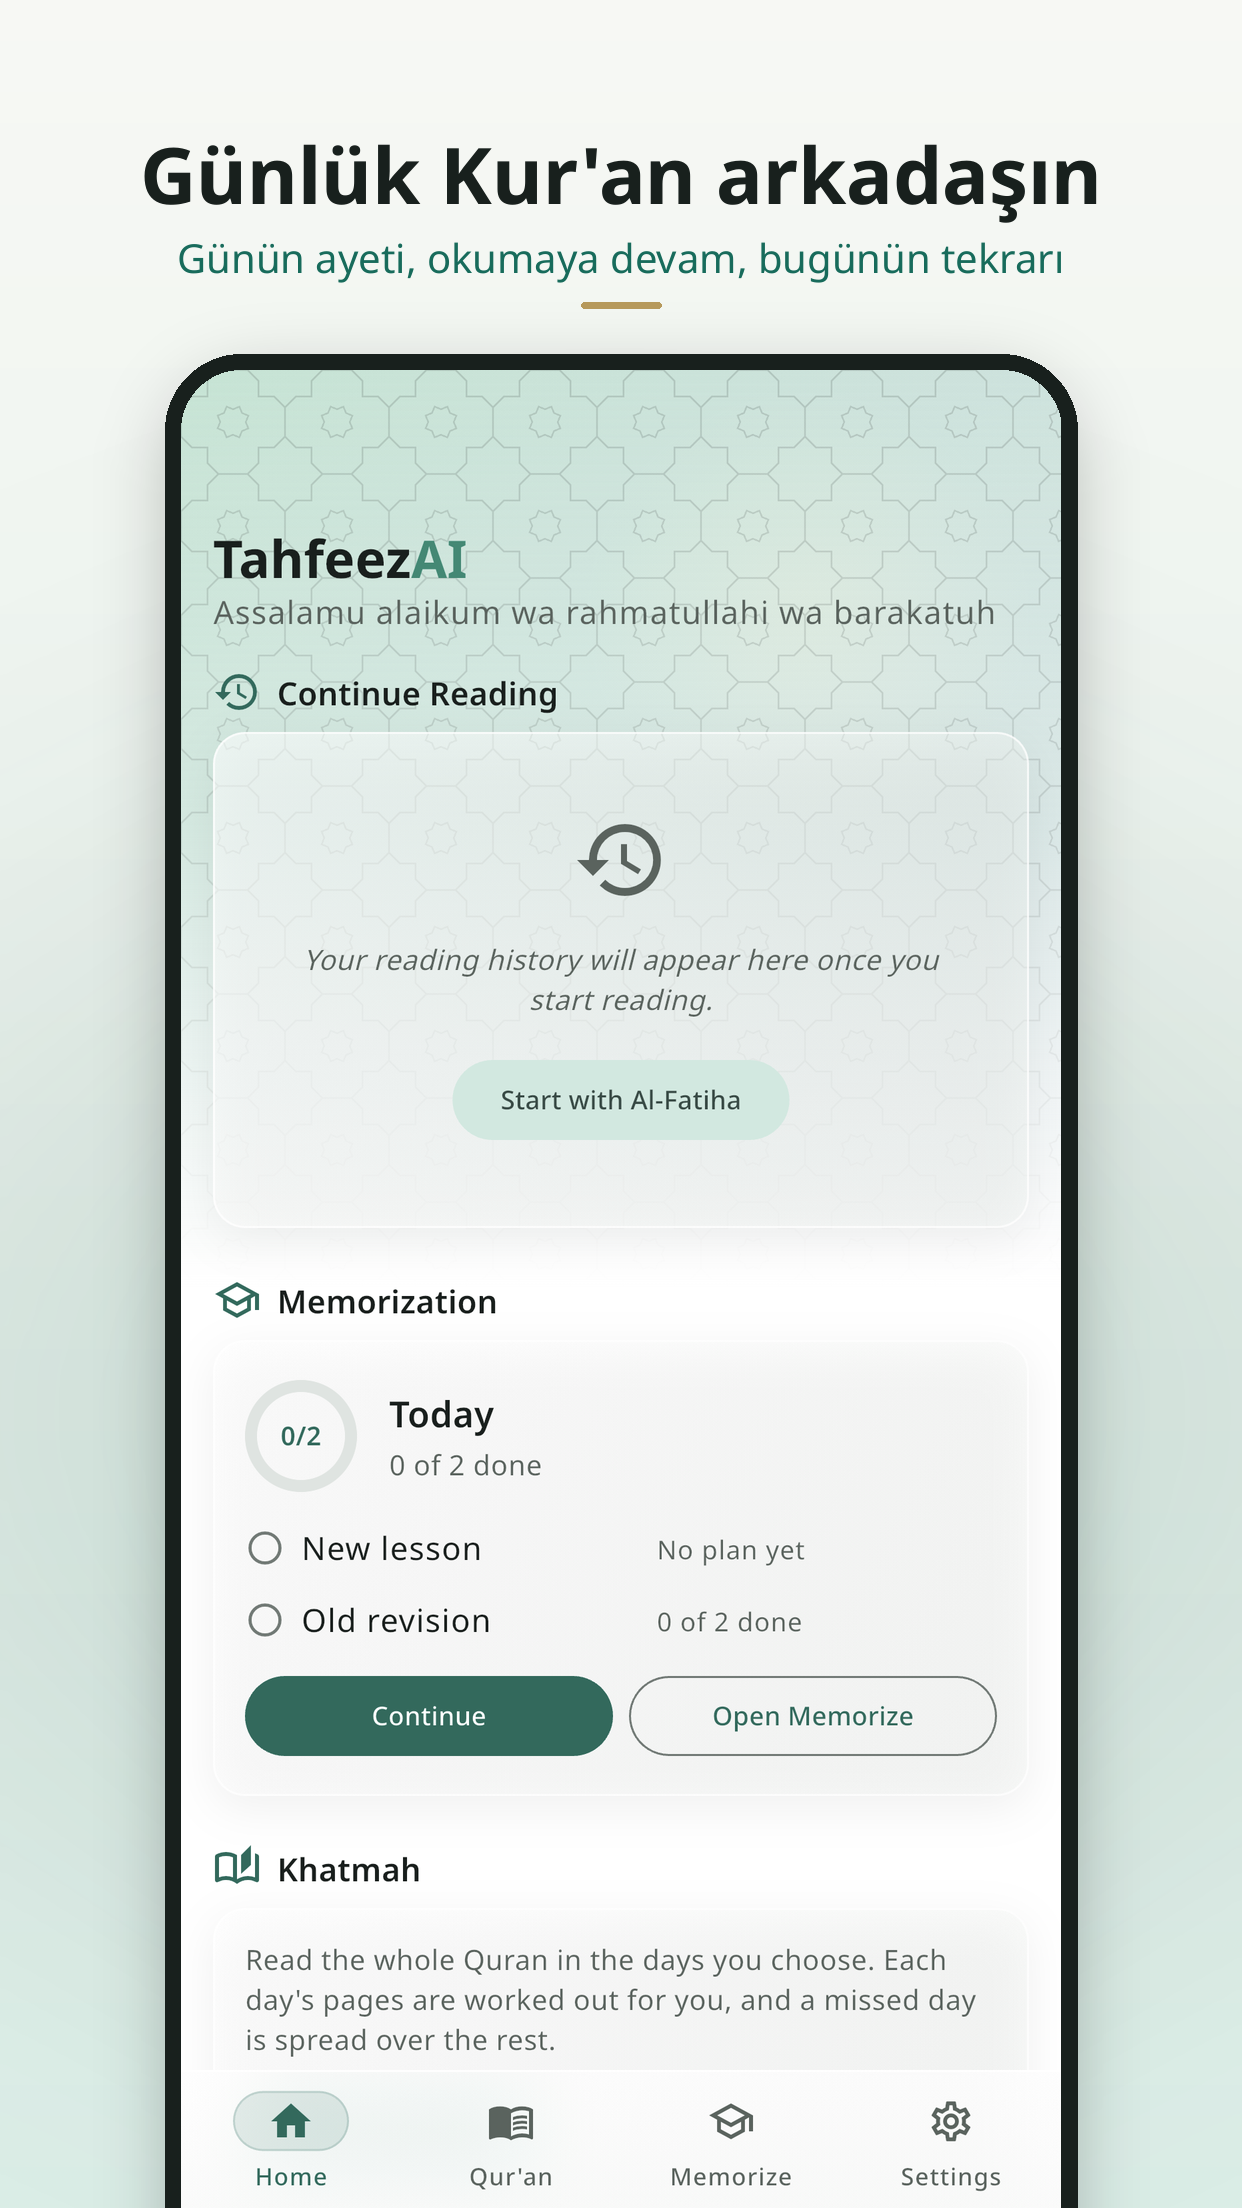 Günlük Kur'an arkadaşın
Günün ayeti, okumaya devam, bugünün tekrarı
TahfeezAI
Assalamu alaikum wa rahmatullahi wa barakatuh
Continue Reading
Your reading history will appear here once you
start reading.
Start with Al-Fatiha
Memorization
0/2
Today
0 of 2 done
New lesson
No plan yet
Old revision
0 of 2 done
Continue
Open Memorize
Khatmah
Read the whole Quran in the days you choose. Each
day's pages are worked out for you, and a missed day
is spread over the rest.
Home
Qur'an
Memorize
Settings